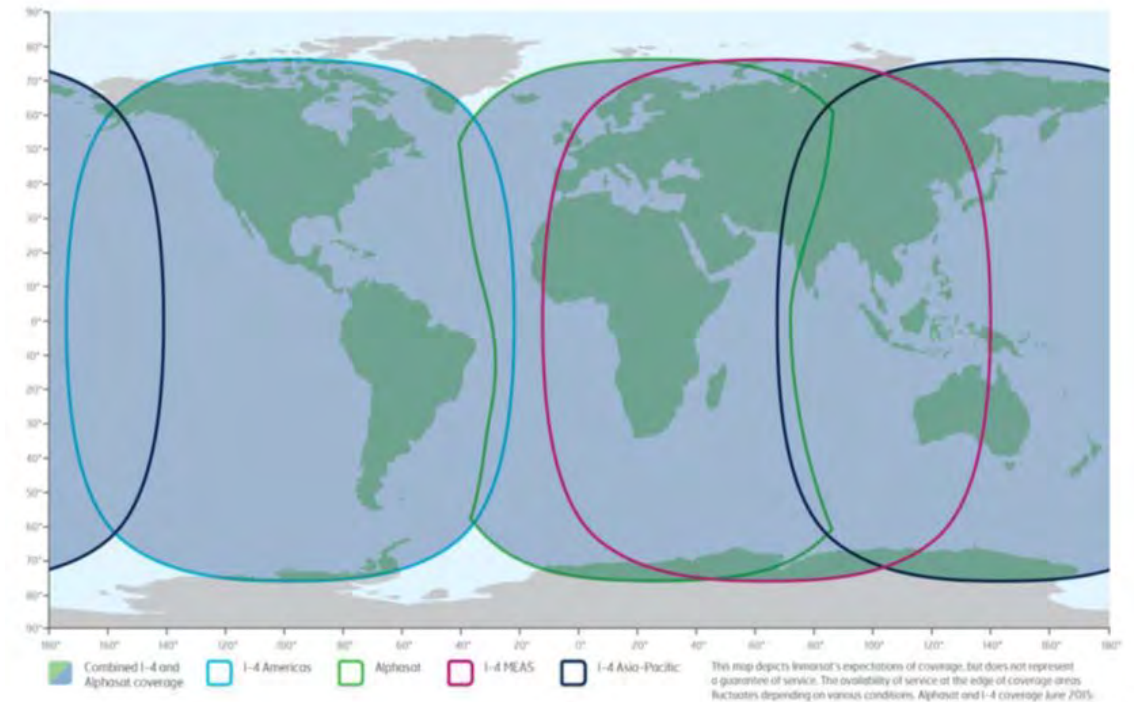 90°
80°
70°
60°
50°
40°
30°
20°
10°
0°
10°
20°
30°
40°
50°
60°
70°
80°
90°
180° 160° 140° 120° 100° 80° 60° 40° 20° 0° 20° 40° 60° 80° 100° 120° 140° 160° 180°
Combined I-4 and
Alphasat coverage
I-4 Americas
Alphasat
I-4 MEAS
I-4 Asia-Pacific
This map depicts Inmarsat's expectations of coverage, but does not represent
a guarantee of service. The availability of service at the edge of coverage areas
fluctuates depending on various conditions. Alphasat and I-4 coverage June 2015.